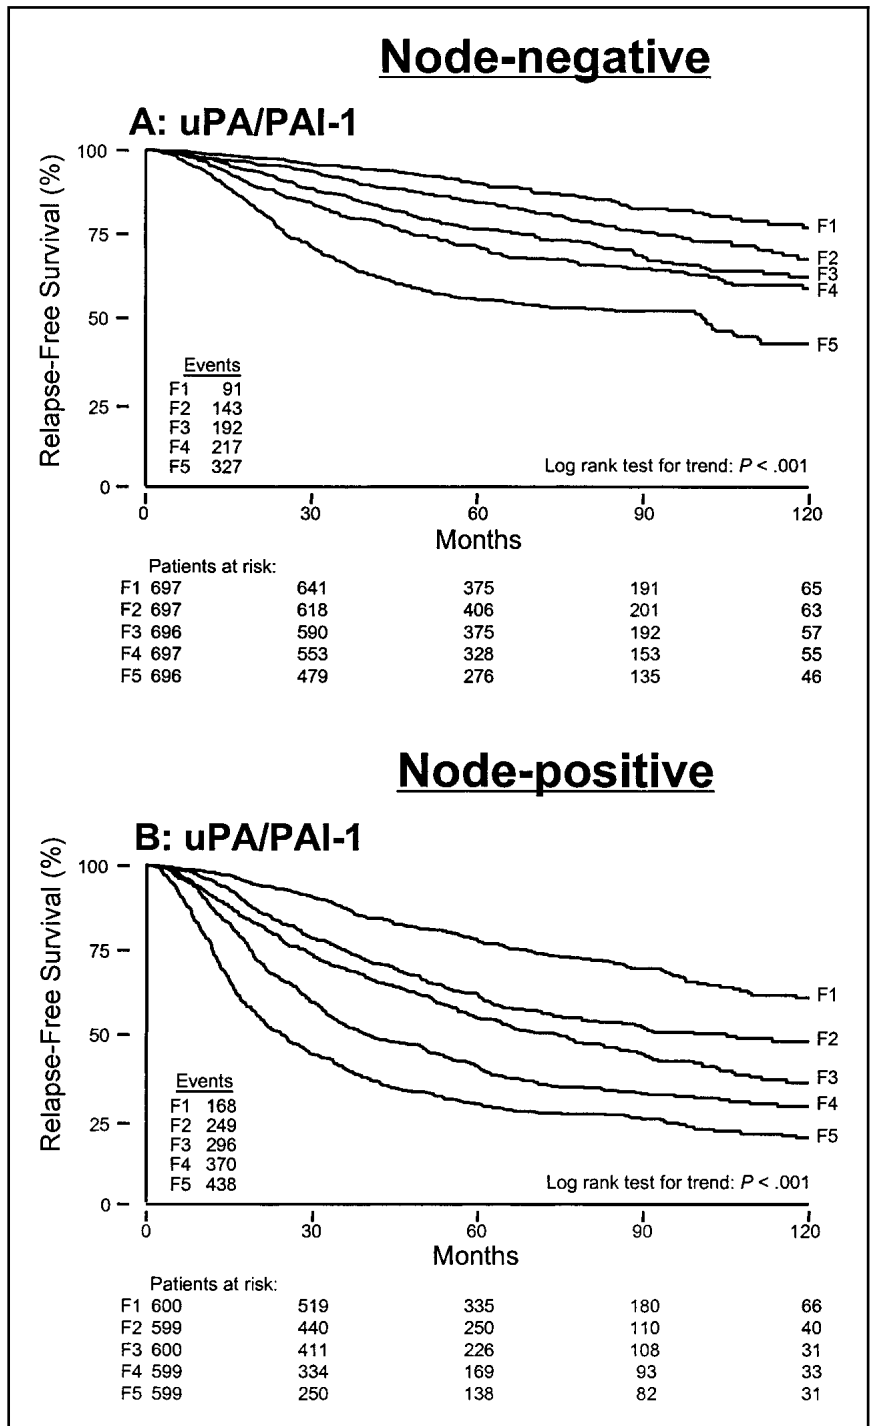 Node-negative
A: uPA/PAI-1
Relapse-Free Survival (%)
100
75
50
25
0
F1
F2
F3
F4
F5
Events
F1 91
F2 143
F3 192
F4 217
F5 327
Log rank test for trend: P < .001
0 30 60 90 120
Months
Patients at risk:
F1 697 641 375 191 65
F2 697 618 406 201 63
F3 696 590 375 192 57
F4 697 553 328 153 55
F5 696 479 276 135 46
Node-positive
B: uPA/PAI-1
Relapse-Free Survival (%)
100
75
50
25
0
F1
F2
F3
F4
F5
Events
F1 168
F2 249
F3 296
F4 370
F5 438
Log rank test for trend: P < .001
0 30 60 90 120
Months
Patients at risk:
F1 600 519 335 180 66
F2 599 440 250 110 40
F3 600 411 226 108 31
F4 599 334 169 93 33
F5 599 250 138 82 31